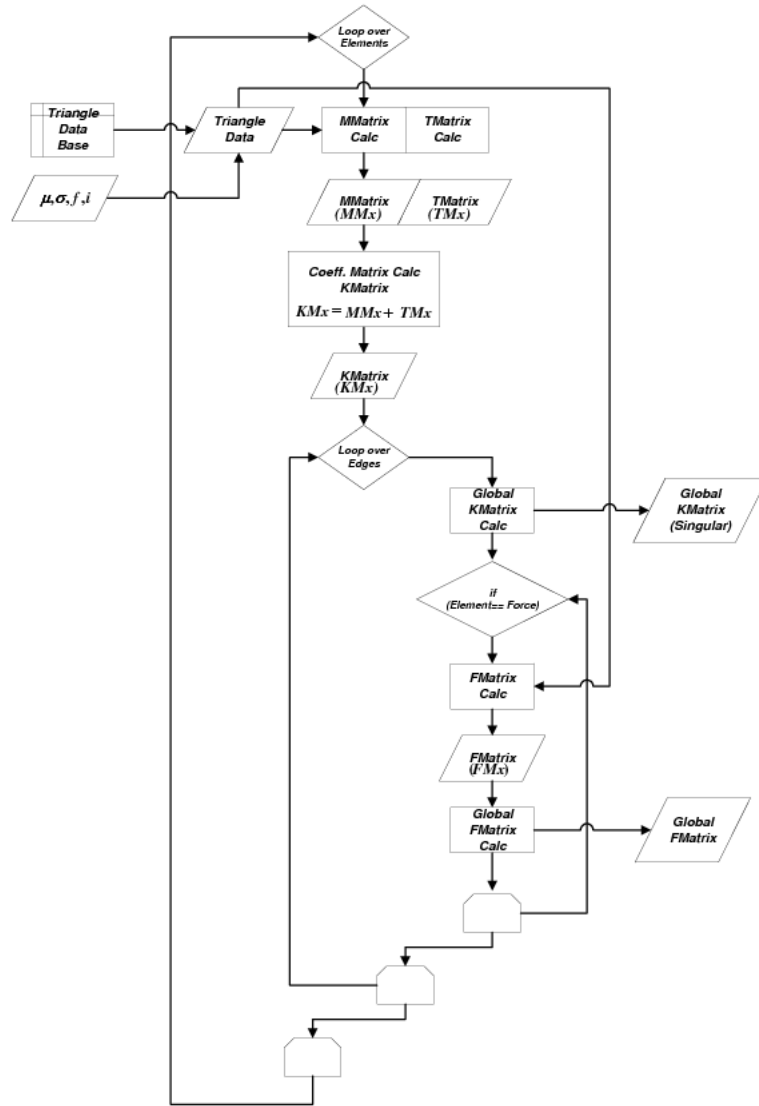 Loop over
Elements
Triangle
Data
Base
Triangle
Data
MMatrix
Calc
TMatrix
Calc
μ,σ,f,i
MMatrix
(MMx)
TMatrix
(TMx)
Coeff. Matrix Calc
KMatrix
KMx = MMx + TMx
KMatrix
(KMx)
Loop over
Edges
Global
KMatrix
Calc
Global
KMatrix
(Singular)
if
(Element== Force)
FMatrix
Calc
FMatrix
(FMx)
Global
FMatrix
Calc
Global
FMatrix